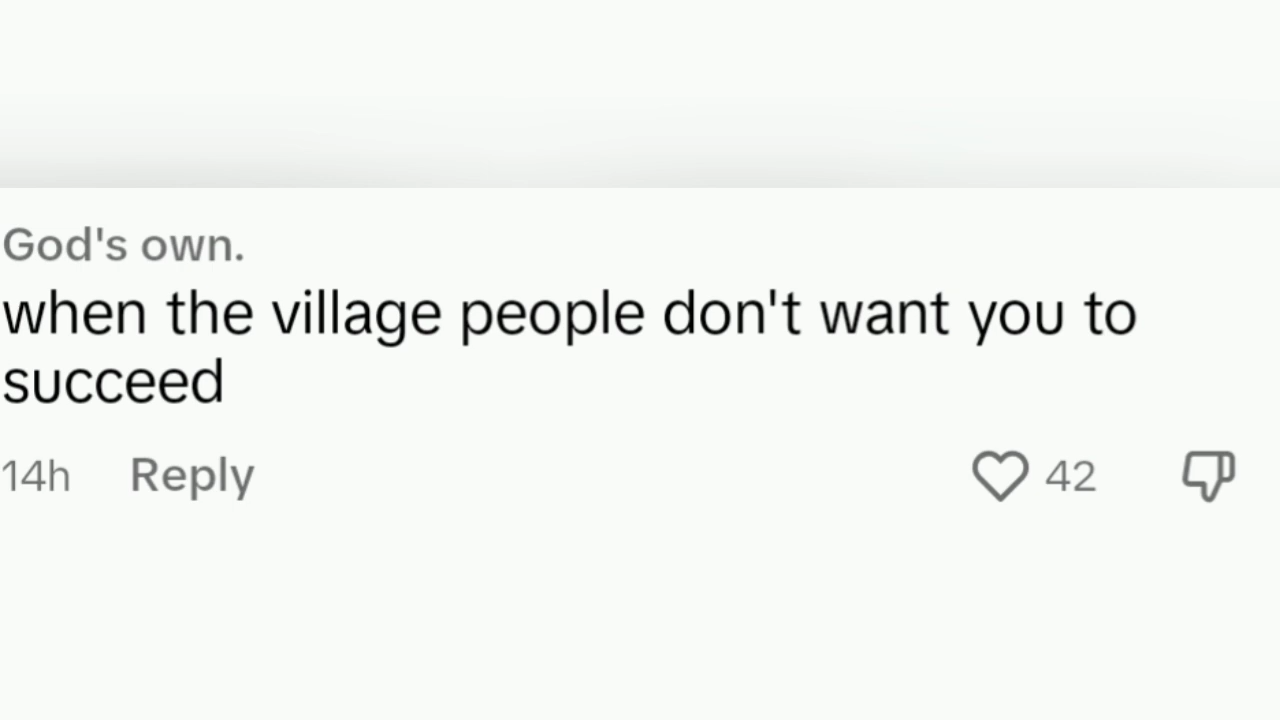 God's own.
when the village people don't want you to
succeed
14h Reply 42